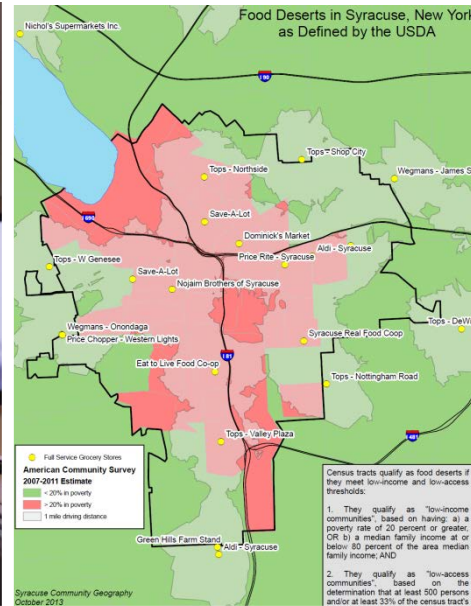 Food Deserts in Syracuse, New York
as Defined by the USDA
Nichol's Supermarkets Inc.
Tops - Shop City
Tops - Northside
Wegmans - James S
Save-A-Lot
690
Dominick's Market
Aldi - Syracuse
Price Rite - Syracuse
Tops - W Genesee
Save-A-Lot
Nojaim Brothers of Syracuse
Wegmans - Onondaga
Price Chopper - Western Lights
Syracuse Real Food Coop
Tops - DeWi
181
Eat to Live Food Co-op
Tops - Nottingham Road
Tops - Valley Plaza
I 481
Green Hills Farm Stand
Aldi - Syracuse
Full Service Grocery Stores
American Community Survey
2007-2011 Estimate
< 20% in poverty
> 20% in poverty
1 mile driving distance
Syracuse Community Geography
October 2013
Census tracts qualify as food deserts if
they meet low-income and low-access
thresholds:
1. They qualify as "low-income
communities", based on having: a) a
poverty rate of 20 percent or greater,
OR b) a median family income at or
below 80 percent of the area median
family income; AND
2. They qualify as "low-access
communities", based on the
determination that at least 500 persons
and/or at least 33% of the census tract's